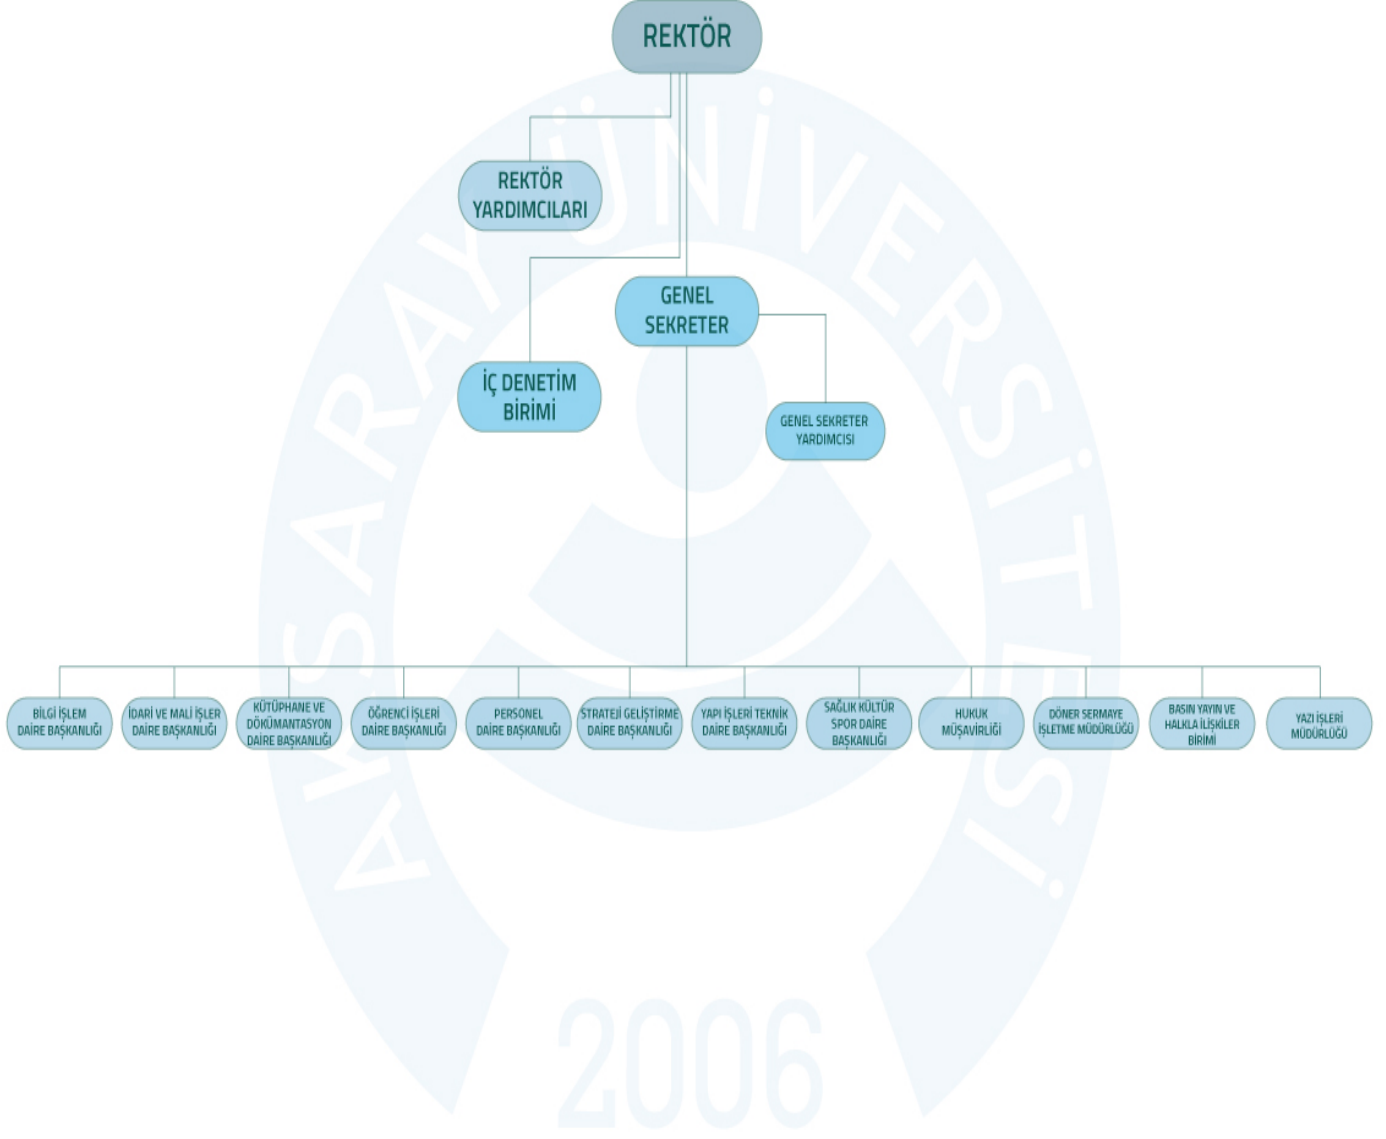 REKTÖR
REKTÖR
YARDIMCILARI
GENEL
SEKRETER
İÇ DENETİM
BİRİMİ
GENEL SEKRETER
YARDIMCISI
BİLGİ İŞLEM
DAİRE BAŞKANLIĞI
İDARİ VE MALİ İŞLER
DAİRE BAŞKANLIĞI
KÜTÜPHANE VE
DÖKÜMANTASYON
DAİRE BAŞKANLIĞI
ÖĞRENCİ İŞLERİ
DAİRE BAŞKANLIĞI
PERSONEL
DAİRE BAŞKANLIĞI
STRATEJİ GELİŞTİRME
DAİRE BAŞKANLIĞI
YAPI İŞLERİ TEKNİK
DAİRE BAŞKANLIĞI
SAĞLIK KÜLTÜR
SPOR DAİRE
BAŞKANLIĞI
HUKUK
MÜŞAVİRLİĞİ
DÖNER SERMAYE
İŞLETME MÜDÜRLÜĞÜ
BASIN YAYIN VE
HALKLA İLİŞKİLER
BİRİMİ
YAZI İŞLERİ
MÜDÜRLÜĞÜ
AKSARAY ÜNİVERSİTESİ
2006